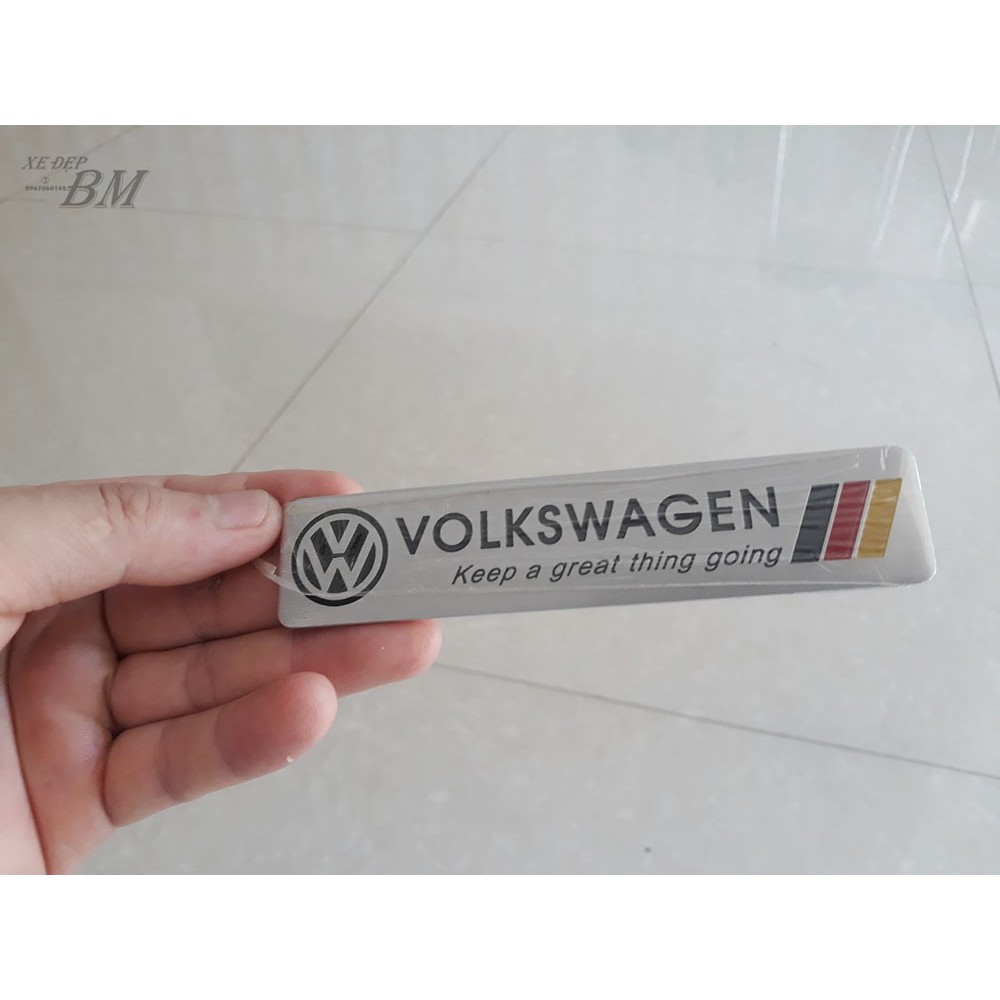 XE ĐẸP
BM
VOLKSWAGEN
Keep a great thing going